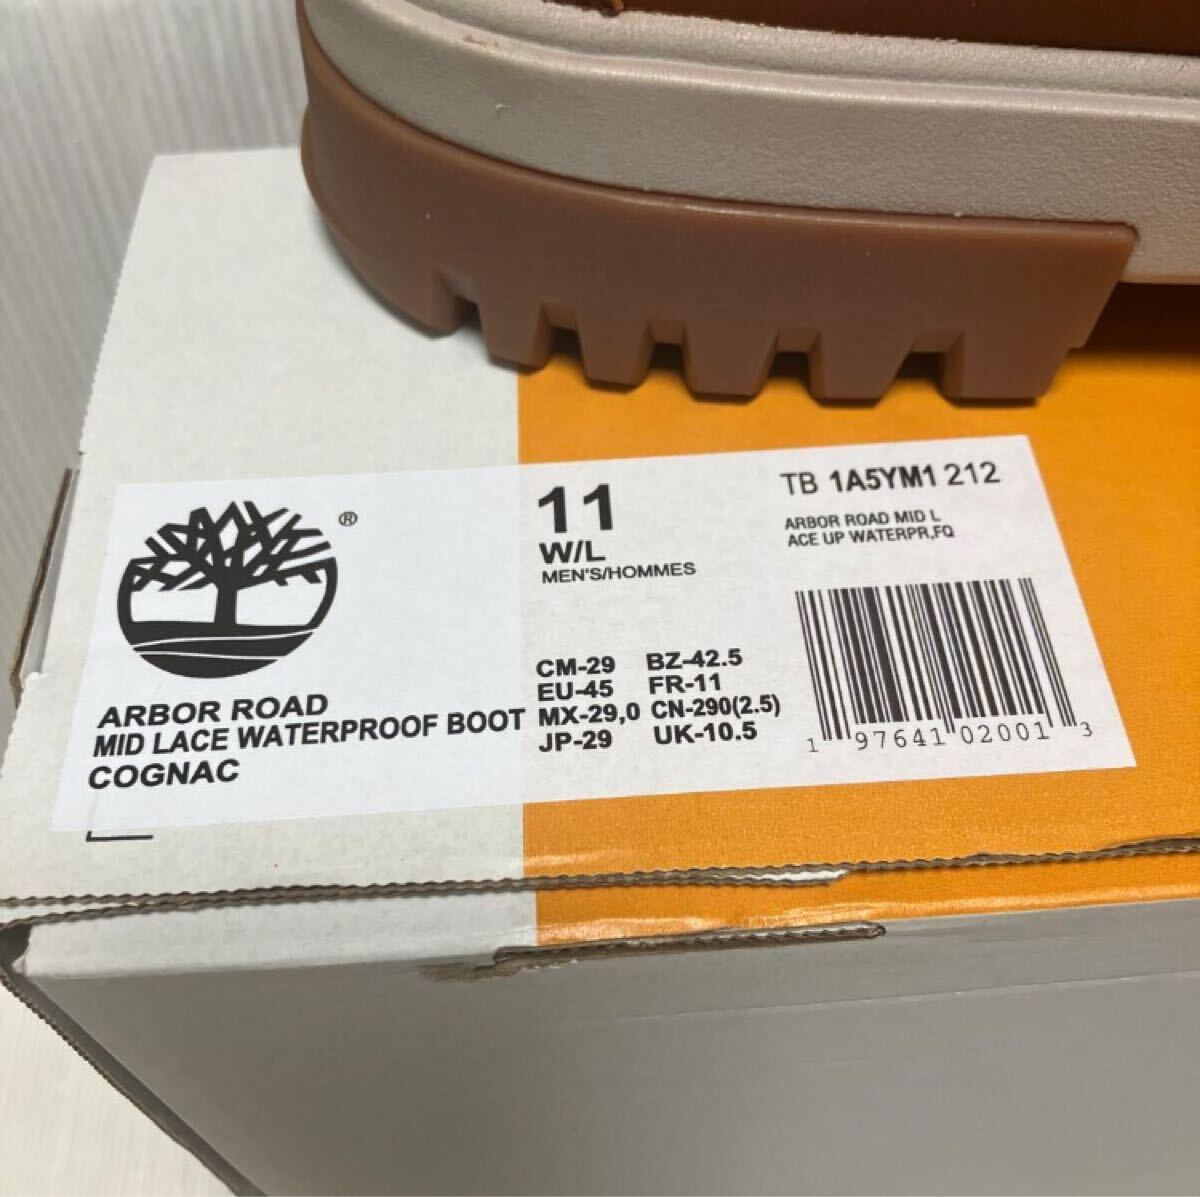 ®
ARBOR ROAD
MID LACE WATERPROOF BOOT
COGNAC
11
W/L
MEN'S/HOMMES
CM-29 BZ-42.5
EU-45 FR-11
MX-29,0 CN-290(2.5)
JP-29 UK-10.5
TB 1A5YM1 212
ARBOR ROAD MID L
ACE UP WATERPR,FQ
1 97641 02001 3